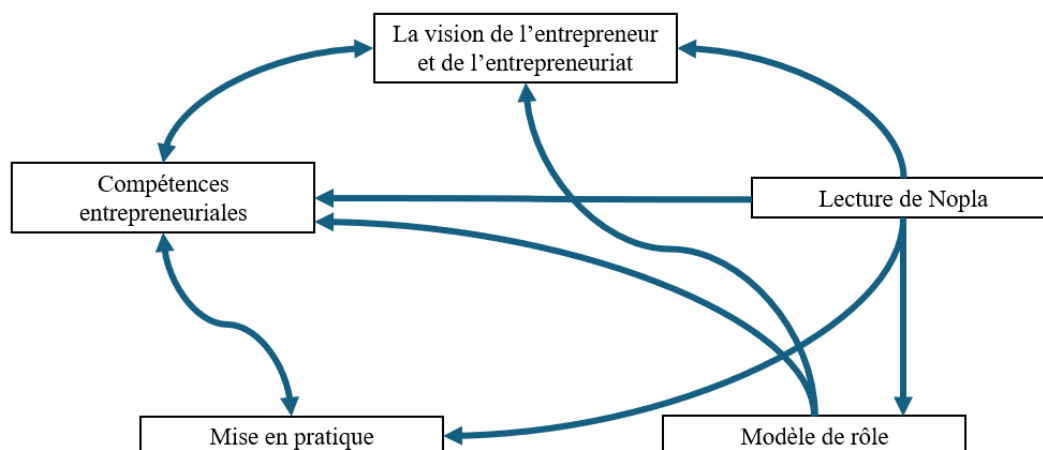 La vision de l’entrepreneur
et de l’entrepreneuriat
Compétences
entrepreneuriales
Lecture de Nopla
Mise en pratique
Modèle de rôle